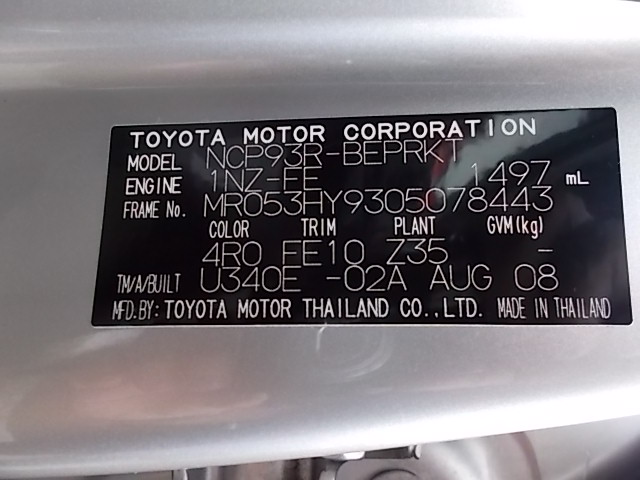 TOYOTA MOTOR CORPORATION
MODEL NCP93R-BEPRKT
ENGINE 1NZ-FE 1497 mL
FRAME No. MR053HY9305078443
COLOR TRIM PLANT GVM(kg)
4R0 FE10 Z35 -
TM/A/BUILT U340E -02A AUG 08
MFD.BY: TOYOTA MOTOR THAILAND CO.,LTD. MADE IN THAILAND